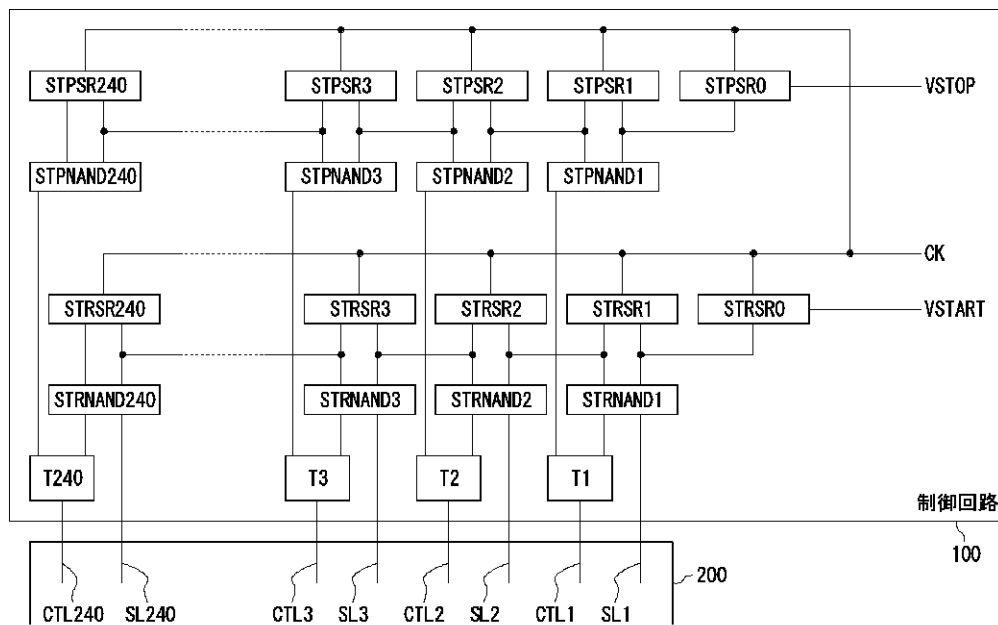 STPSR240 STPSR3 STPSR2 STPSR1 STPSR0 VSTOP
STPNAND240 STPNAND3 STPNAND2 STPNAND1
CK
STRSR240 STRSR3 STRSR2 STRSR1 STRSR0 VSTART
STRNAND240 STRNAND3 STRNAND2 STRNAND1
T240 T3 T2 T1
制御回路
100
200
CTL240 SL240 CTL3 SL3 CTL2 SL2 CTL1 SL1